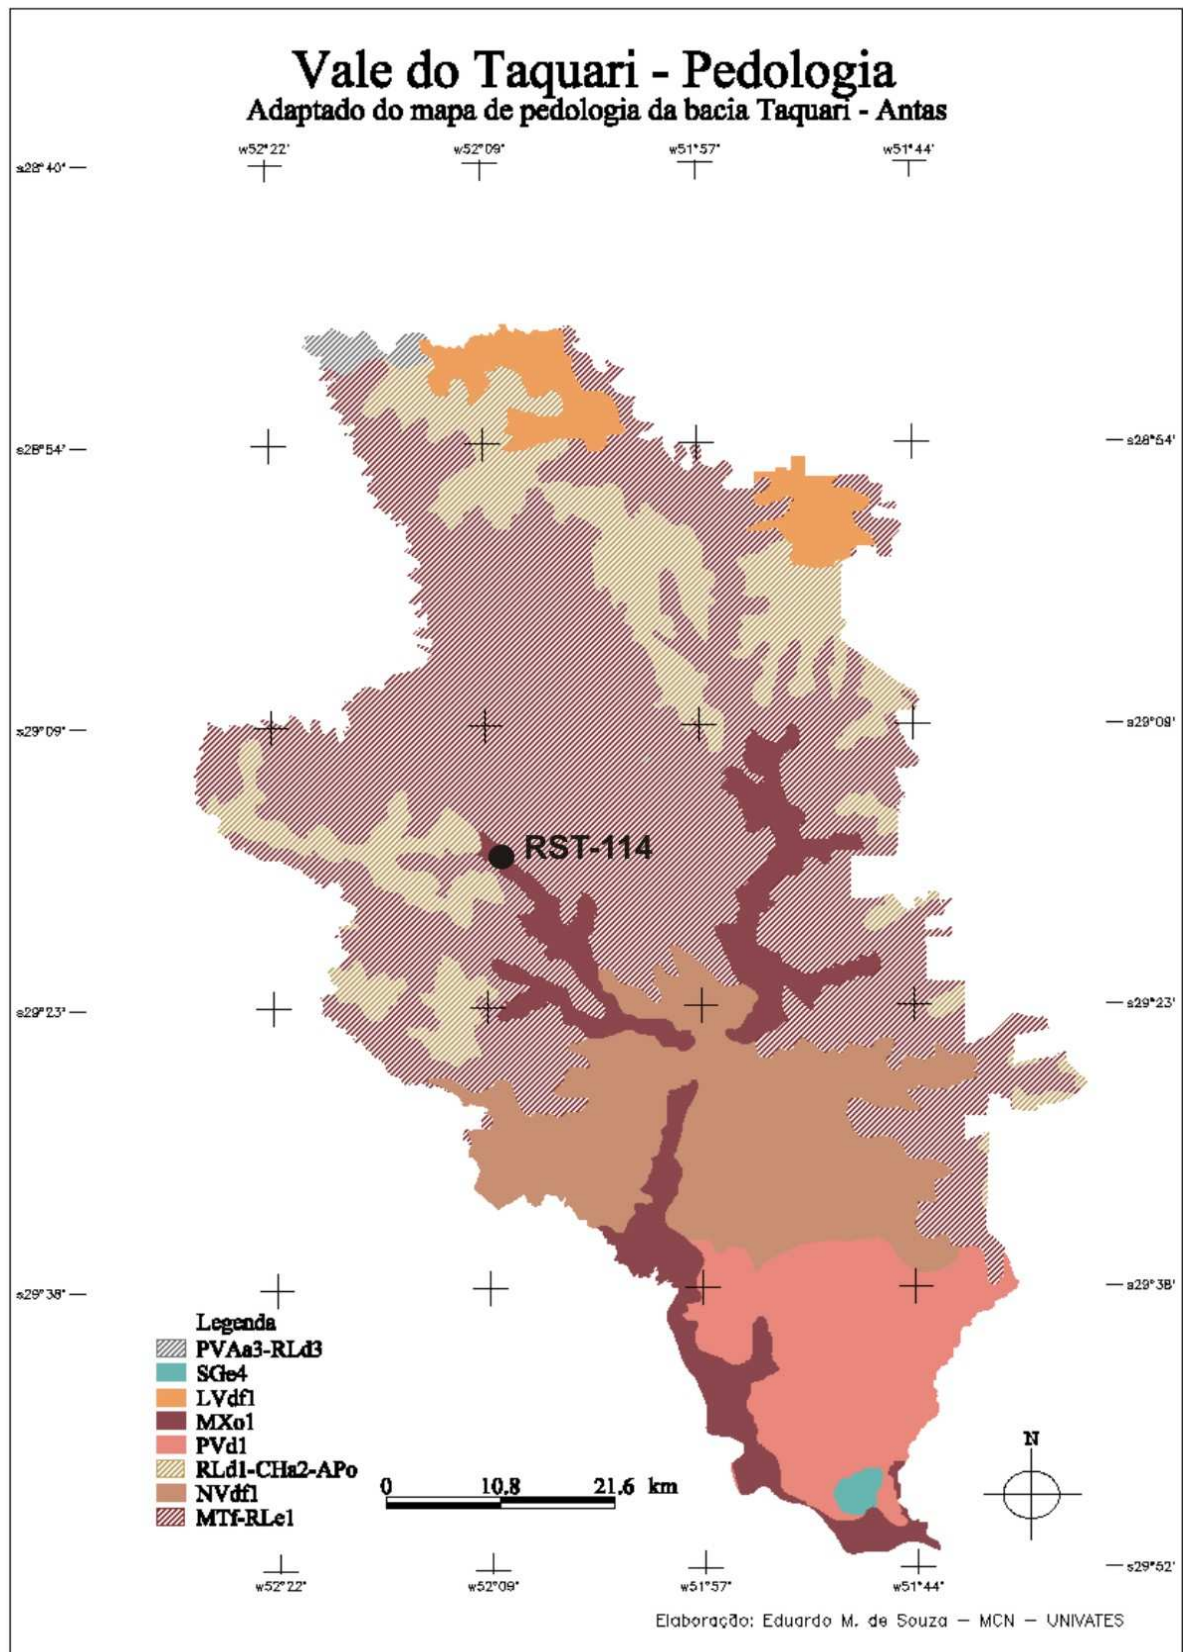 Vale do Taquari - Pedologia
Adaptado do mapa de pedologia da bacia Taquari - Antas
w52°22' w52°09' w51°57' w51°44'
s28°40'
s28°54' s28°54'
s29°09' s29°08'
RST-114
s29°23' s29°23'
s29°38' s29°38'
Legenda
PVAa3-RLd3
SGe4
LVdf1
MXo1
PVd1
RLd1-CHa2-APo
NVdf1
MTf-RLe1
0 10.8 21.6 km
N
s29°52'
w52°22' w52°09' w51°57' w51°44'
Elaboração: Eduardo M. de Souza – MCN – UNIVATES